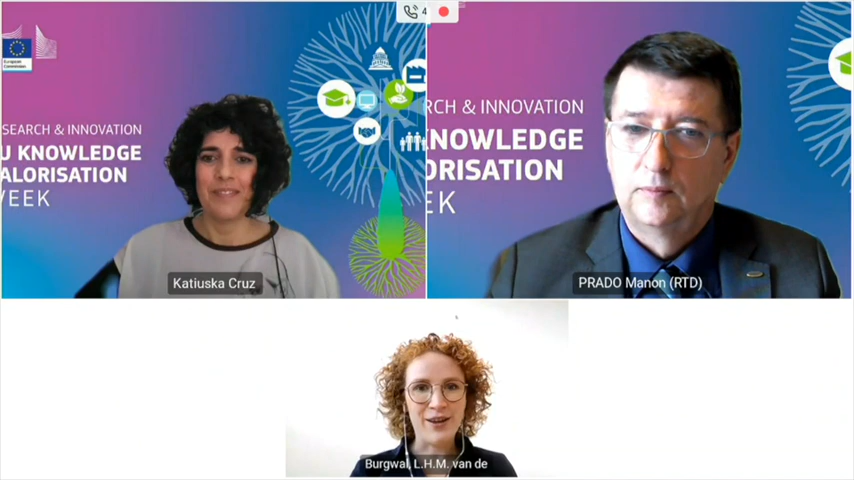 4
European
Commission
SEARCH & INNOVATION
U KNOWLEDGE
ALORISATION
WEEK
RCH & INNOVATION
KNOWLEDGE
ORISATION
EK
Katiuska Cruz
PRADO Manon (RTD)
Burgwal, L.H.M. van de